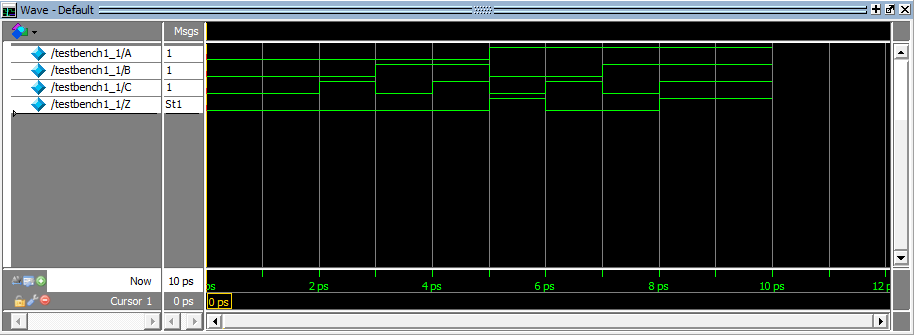 Wave - Default
Msgs
/testbench1_1/A 1
/testbench1_1/B 1
/testbench1_1/C 1
/testbench1_1/Z St1
Now 10 ps ps 2 ps 4 ps 6 ps 8 ps 10 ps 12
Cursor 1 0 ps 0 ps